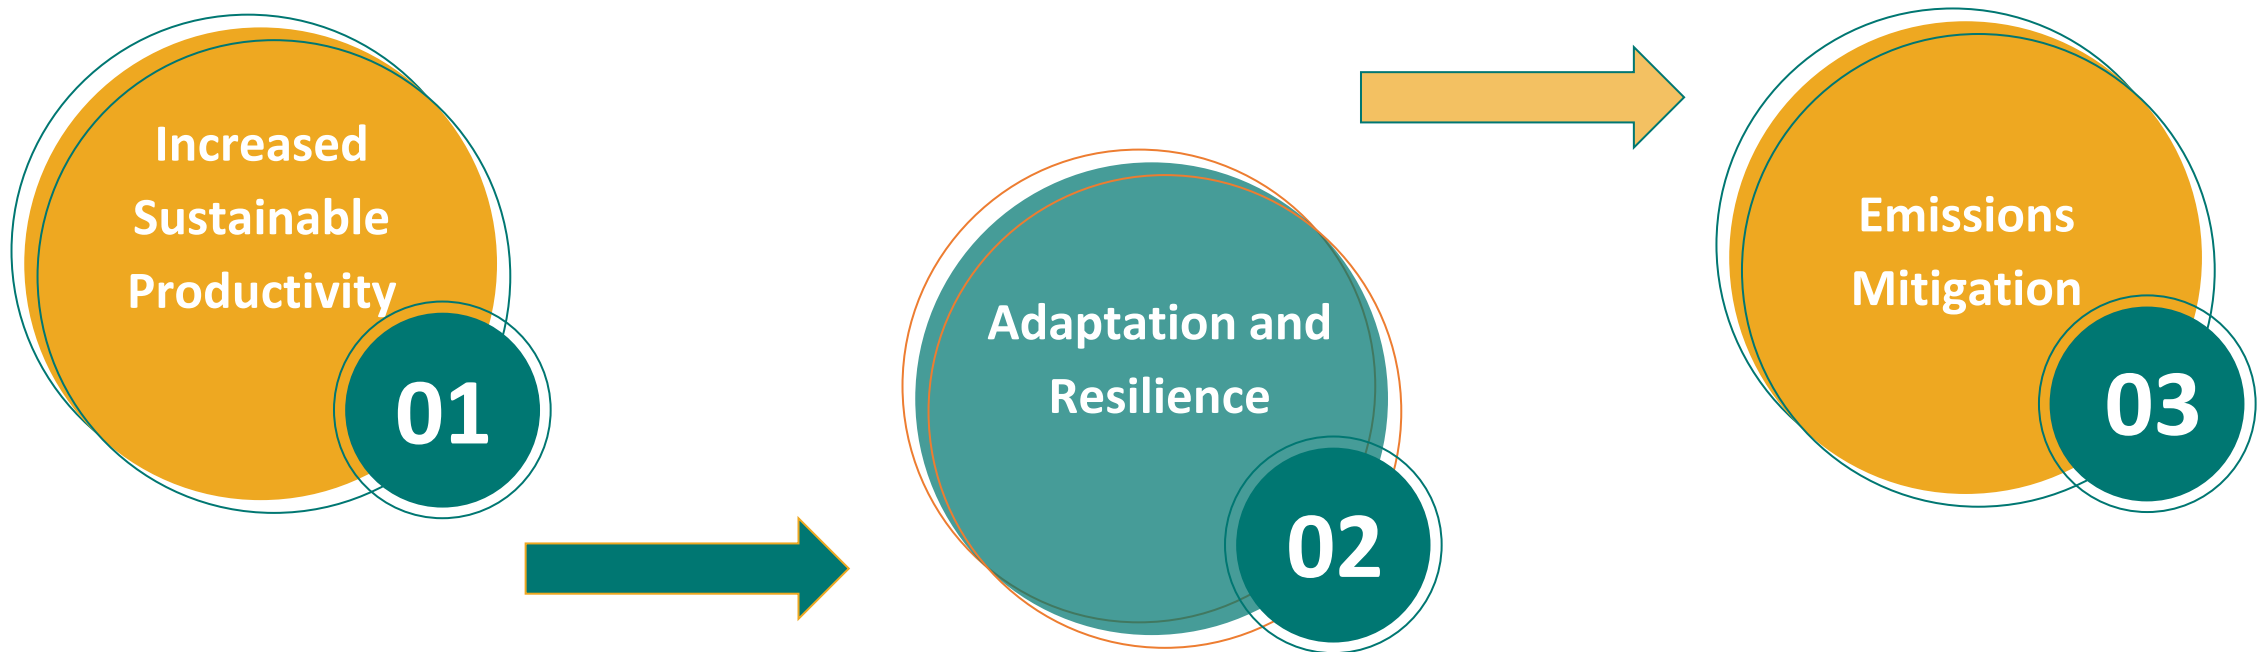 Increased
Sustainable
Productivity
01
Adaptation and
Resilience
02
Emissions
Mitigation
03